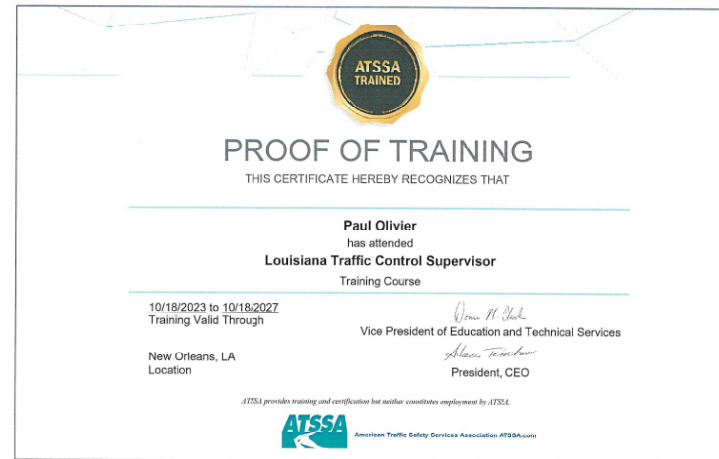 ATSSA
TRAINED
PROOF OF TRAINING
THIS CERTIFICATE HEREBY RECOGNIZES THAT
Paul Olivier
has attended
Louisiana Traffic Control Supervisor
Training Course
10/18/2023 to 10/18/2027
Training Valid Through
Vice President of Education and Technical Services
New Orleans, LA
Location
President, CEO
ATSSA provides training and certification but neither constitutes employment by ATSSA.
ATSSA
American Traffic Safety Services Association ATSSA.com